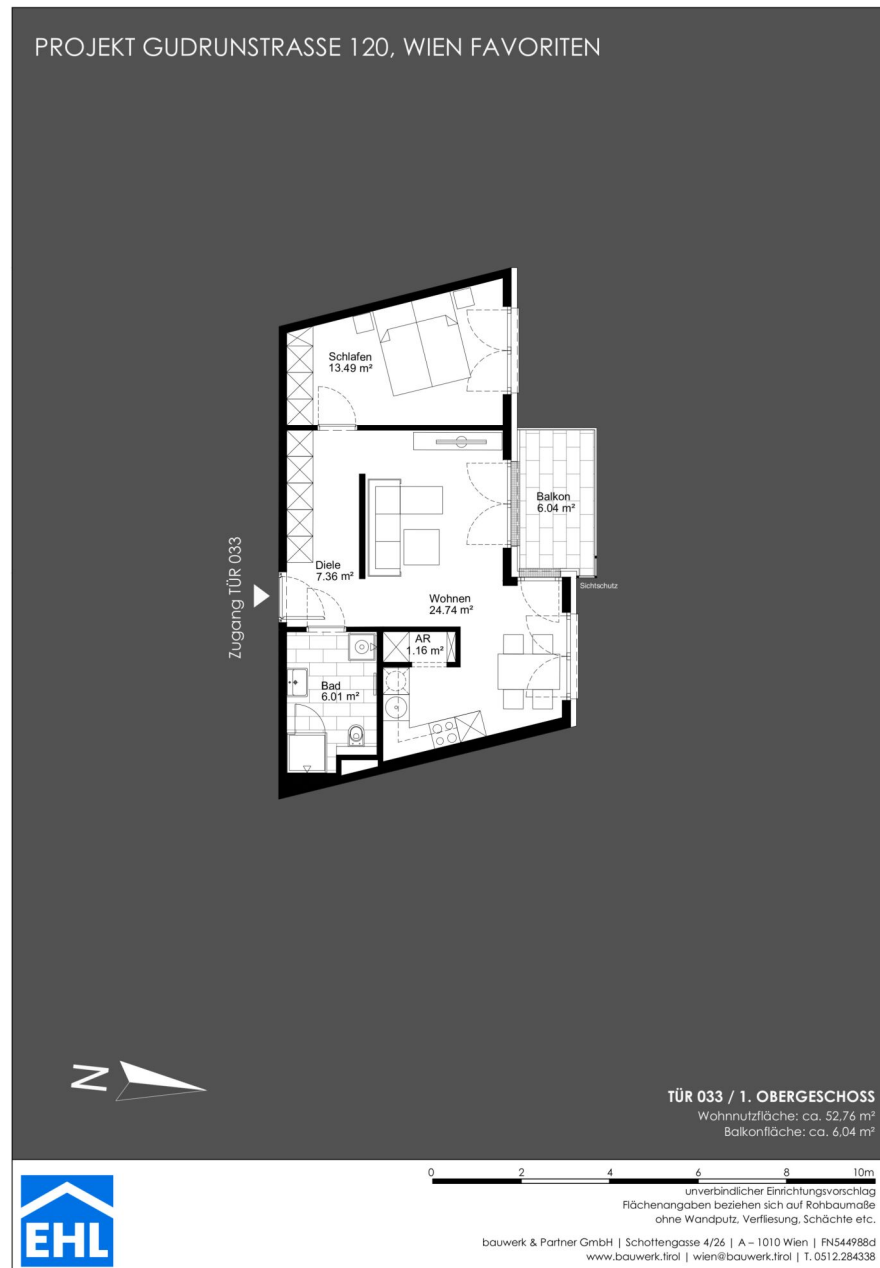 PROJEKT GUDRUNSTRASSE 120, WIEN FAVORITEN
Schlafen
13.49 m²
Balkon
6.04 m²
Sichtschutz
Zugang TÜR 033
Diele
7.36 m²
Wohnen
24.74 m²
AR
1.16 m²
Bad
6.01 m²
N
TÜR 033 / 1. OBERGESCHOSS
Wohnnutzfläche: ca. 52,76 m²
Balkonfläche: ca. 6,04 m²
0 2 4 6 8 10m
unverbindlicher Einrichtungsvorschlag
Flächenangaben beziehen sich auf Rohbaumaße
ohne Wandputz, Verfliesung, Schächte etc.
EHL
bauwerk & Partner GmbH | Schottengasse 4/26 | A – 1010 Wien | FN544988d
www.bauwerk.tirol | wien@bauwerk.tirol | T. 0512.284338